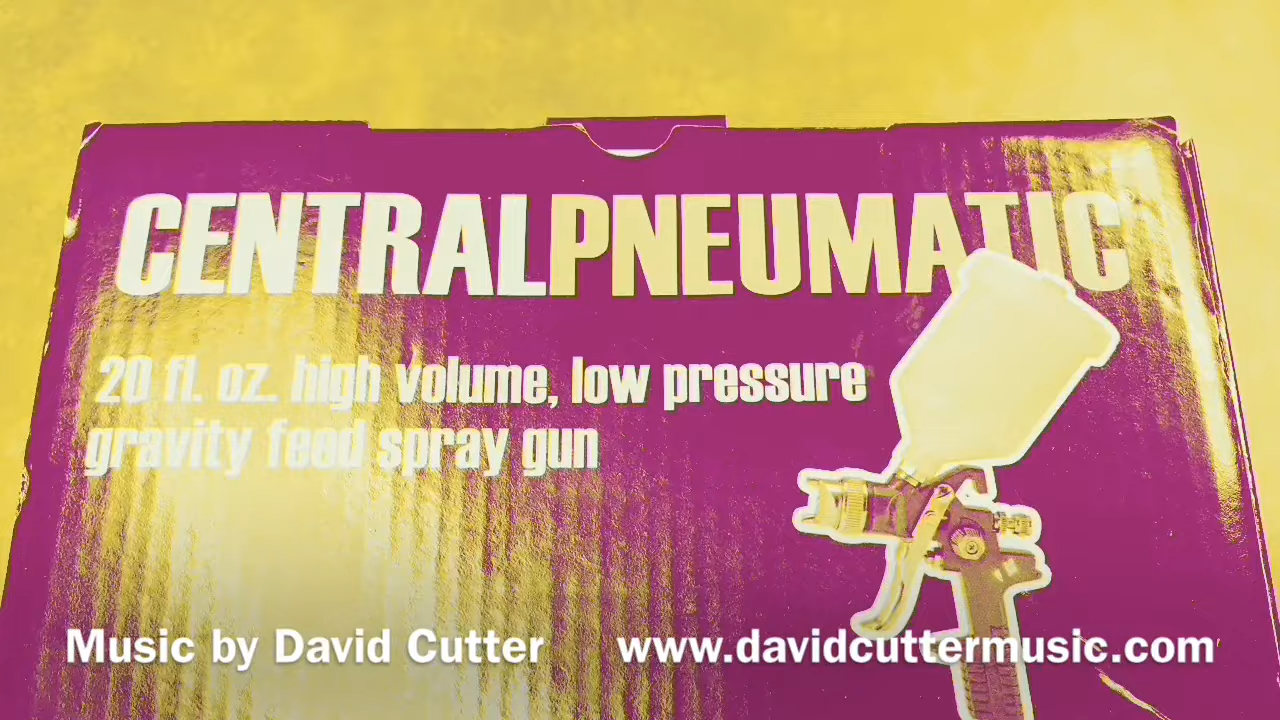 CENTRALPNEUMATIC
20 fl. oz. high volume, low pressure
gravity feed spray gun
Music by David Cutter www.davidcuttermusic.com